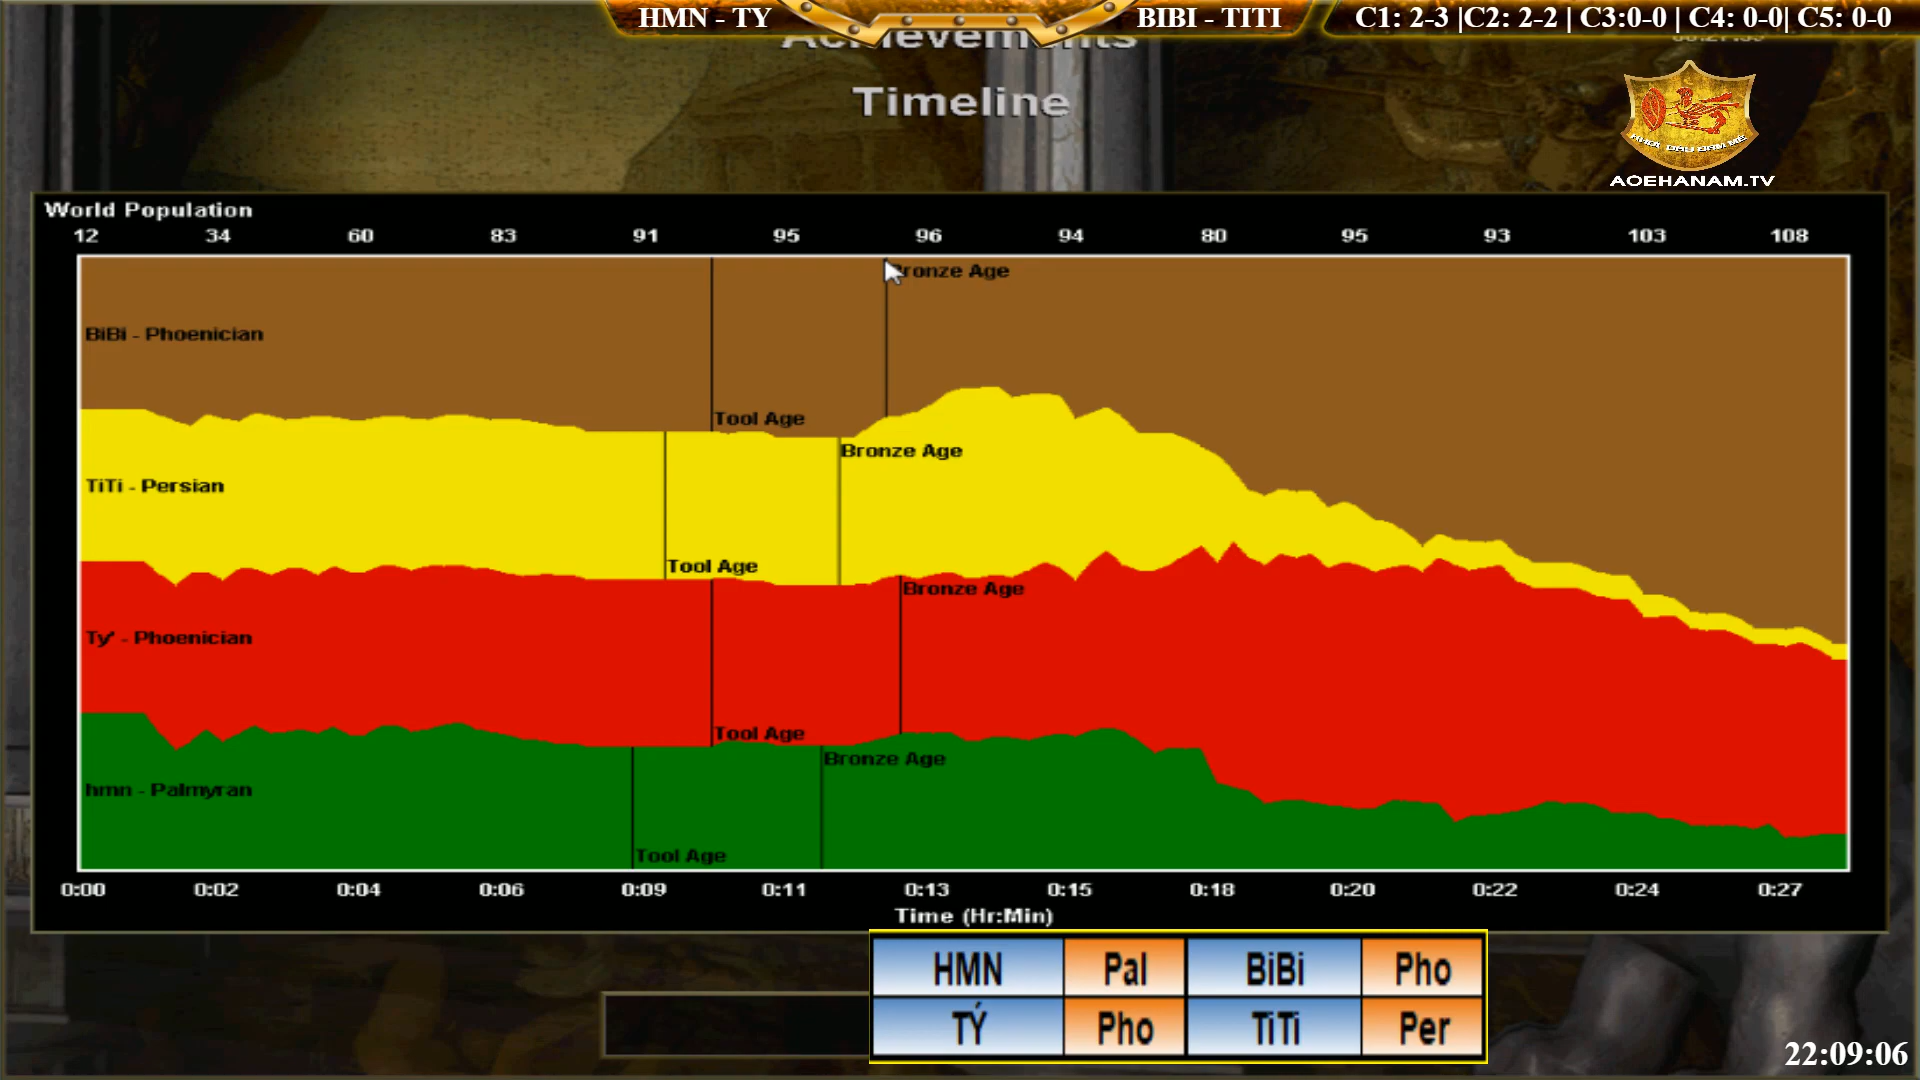 HMN - TY
BIBI - TITI
C1: 2-3 |C2: 2-2 | C3:0-0 | C4: 0-0| C5: 0-0
Achievements
Timeline
AOEHANAM.TV
World Population
12 34 60 83 91 95 96 94 80 95 93 103 108
Bronze Age
BiBi - Phoenician
Tool Age
Bronze Age
TiTi - Persian
Tool Age
Bronze Age
Ty' - Phoenician
Tool Age
Bronze Age
hmn - Palmyran
Tool Age
0:00 0:02 0:04 0:06 0:09 0:11 0:13 0:15 0:18 0:20 0:22 0:24 0:27
Time (Hr:Min)
HMN Pal BiBi Pho
TÝ Pho TiTi Per
22:09:06